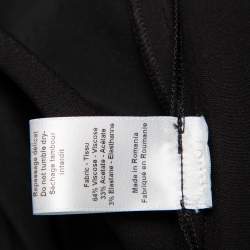 Repassage délicat
Do not tumble dry-
Séchage tambour
interdit
Fabric - Tissu
64% Viscose - Viscose
33% Acetate - Acétate
3% Elastane - Elasthanne
Made in Romania
Fabriqué en Roumanie